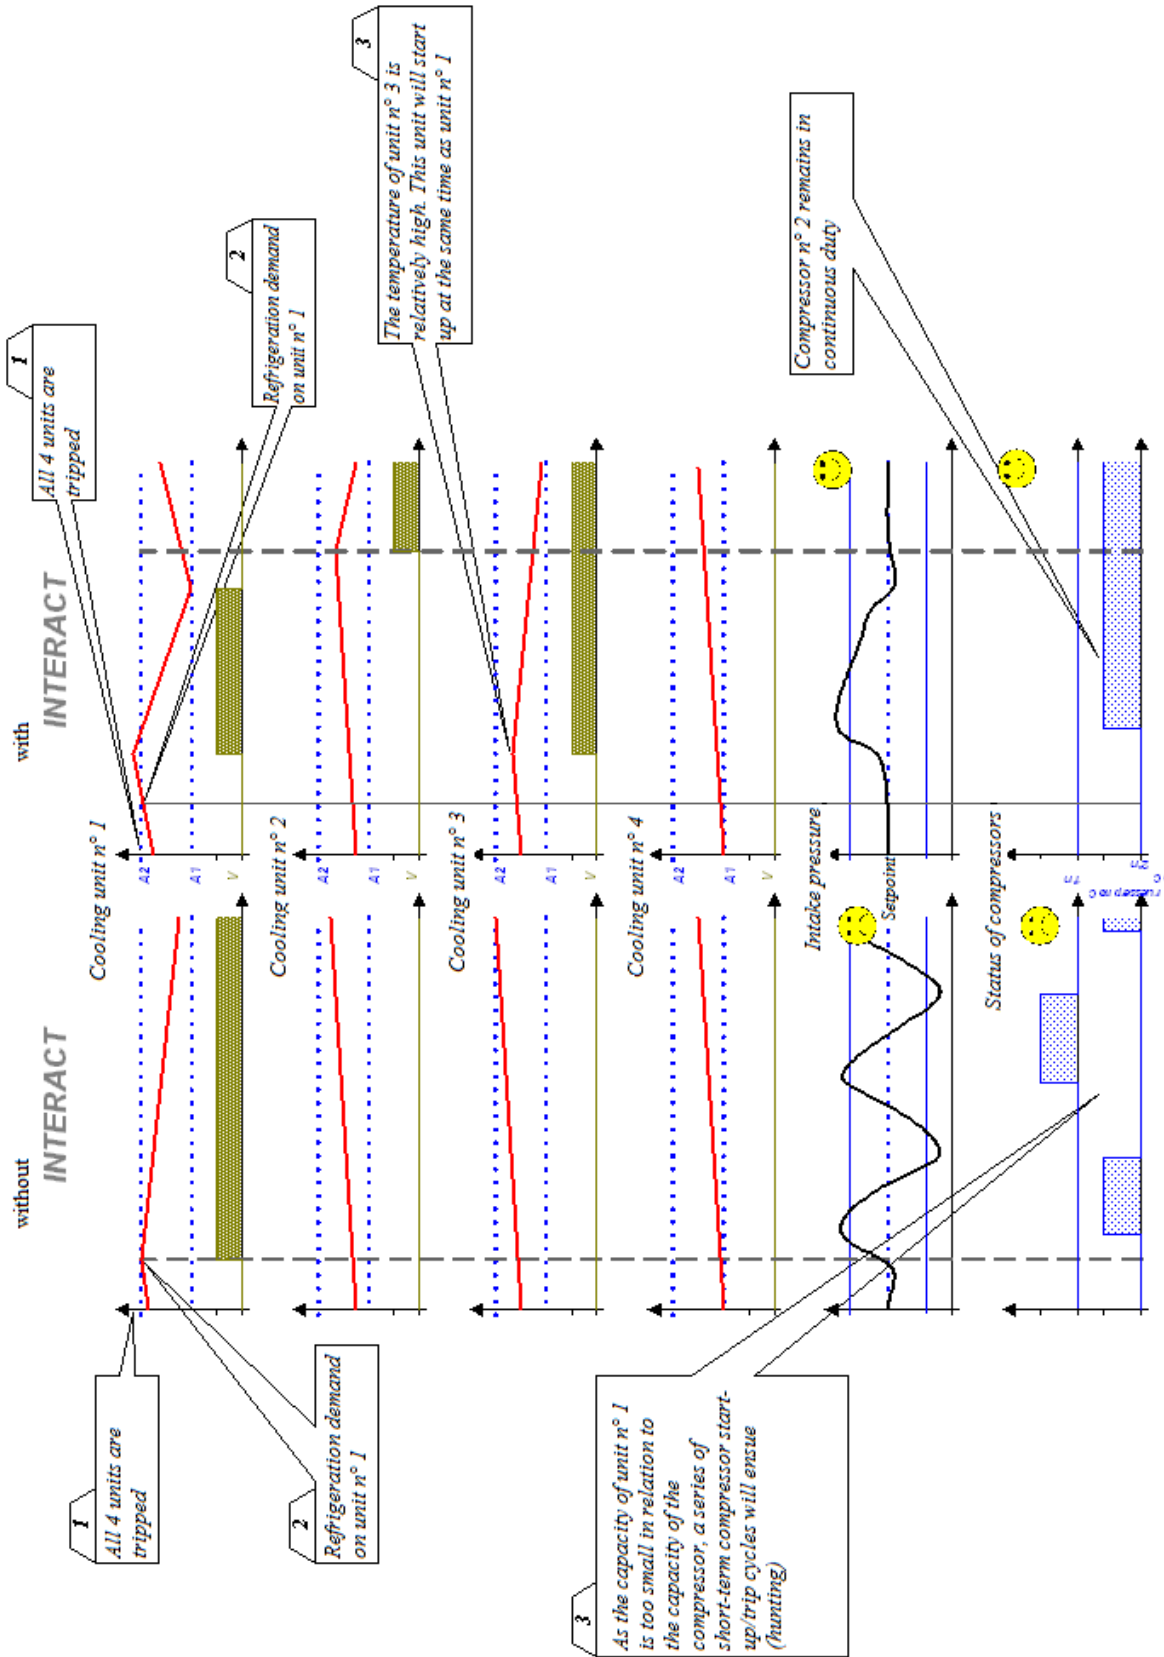 without
INTERACT
with
INTERACT
1
All 4 units are
tripped
2
Refrigeration demand
on unit n° 1
3
As the capacity of unit n° 1
is too small in relation to
the capacity of the
compressor, a series of
short-term compressor start-
up/trip cycles will ensue
(hunting)
Cooling unit n° 1
A2
A1
V
Cooling unit n° 2
A2
A1
V
Cooling unit n° 3
A2
A1
V
Cooling unit n° 4
A2
A1
V
Intake pressure
Setpoint
Status of compressors
1
All 4 units are
tripped
2
Refrigeration demand
on unit n° 1
3
The temperature of unit n° 3 is
relatively high. This unit will start
up at the same time as unit n° 1
Compressor n° 2 remains in
continuous duty